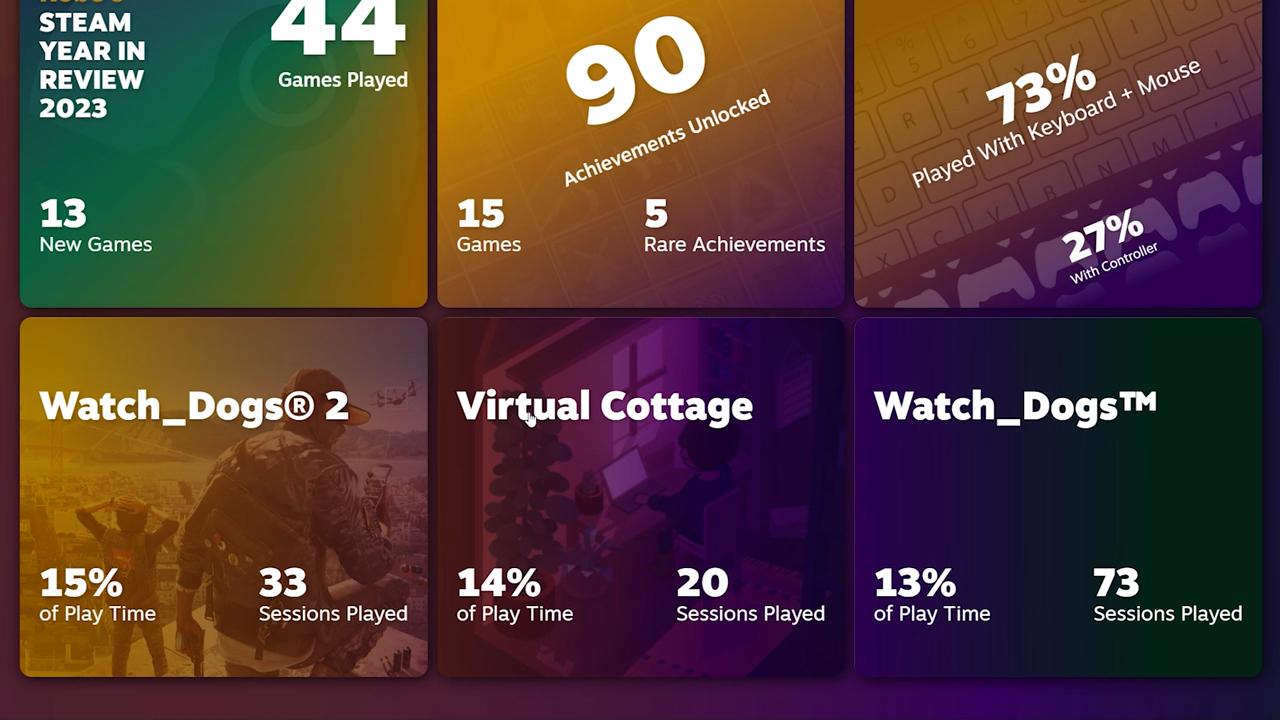 STEAM
YEAR IN
REVIEW
2023
44
Games Played
13
New Games
90
Achievements Unlocked
15
Games
5
Rare Achievements
73%
Played With Keyboard + Mouse
27%
With Controller
Watch_Dogs® 2
15%
of Play Time
33
Sessions Played
Virtual Cottage
14%
of Play Time
20
Sessions Played
Watch_Dogs™
13%
of Play Time
73
Sessions Played